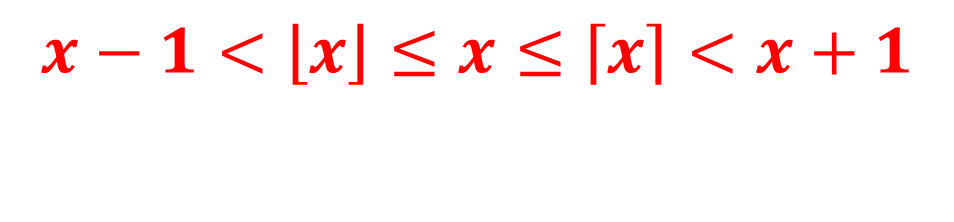 x − 1 < ⌊x⌋ ≤ x ≤ ⌈x⌉ < x + 1